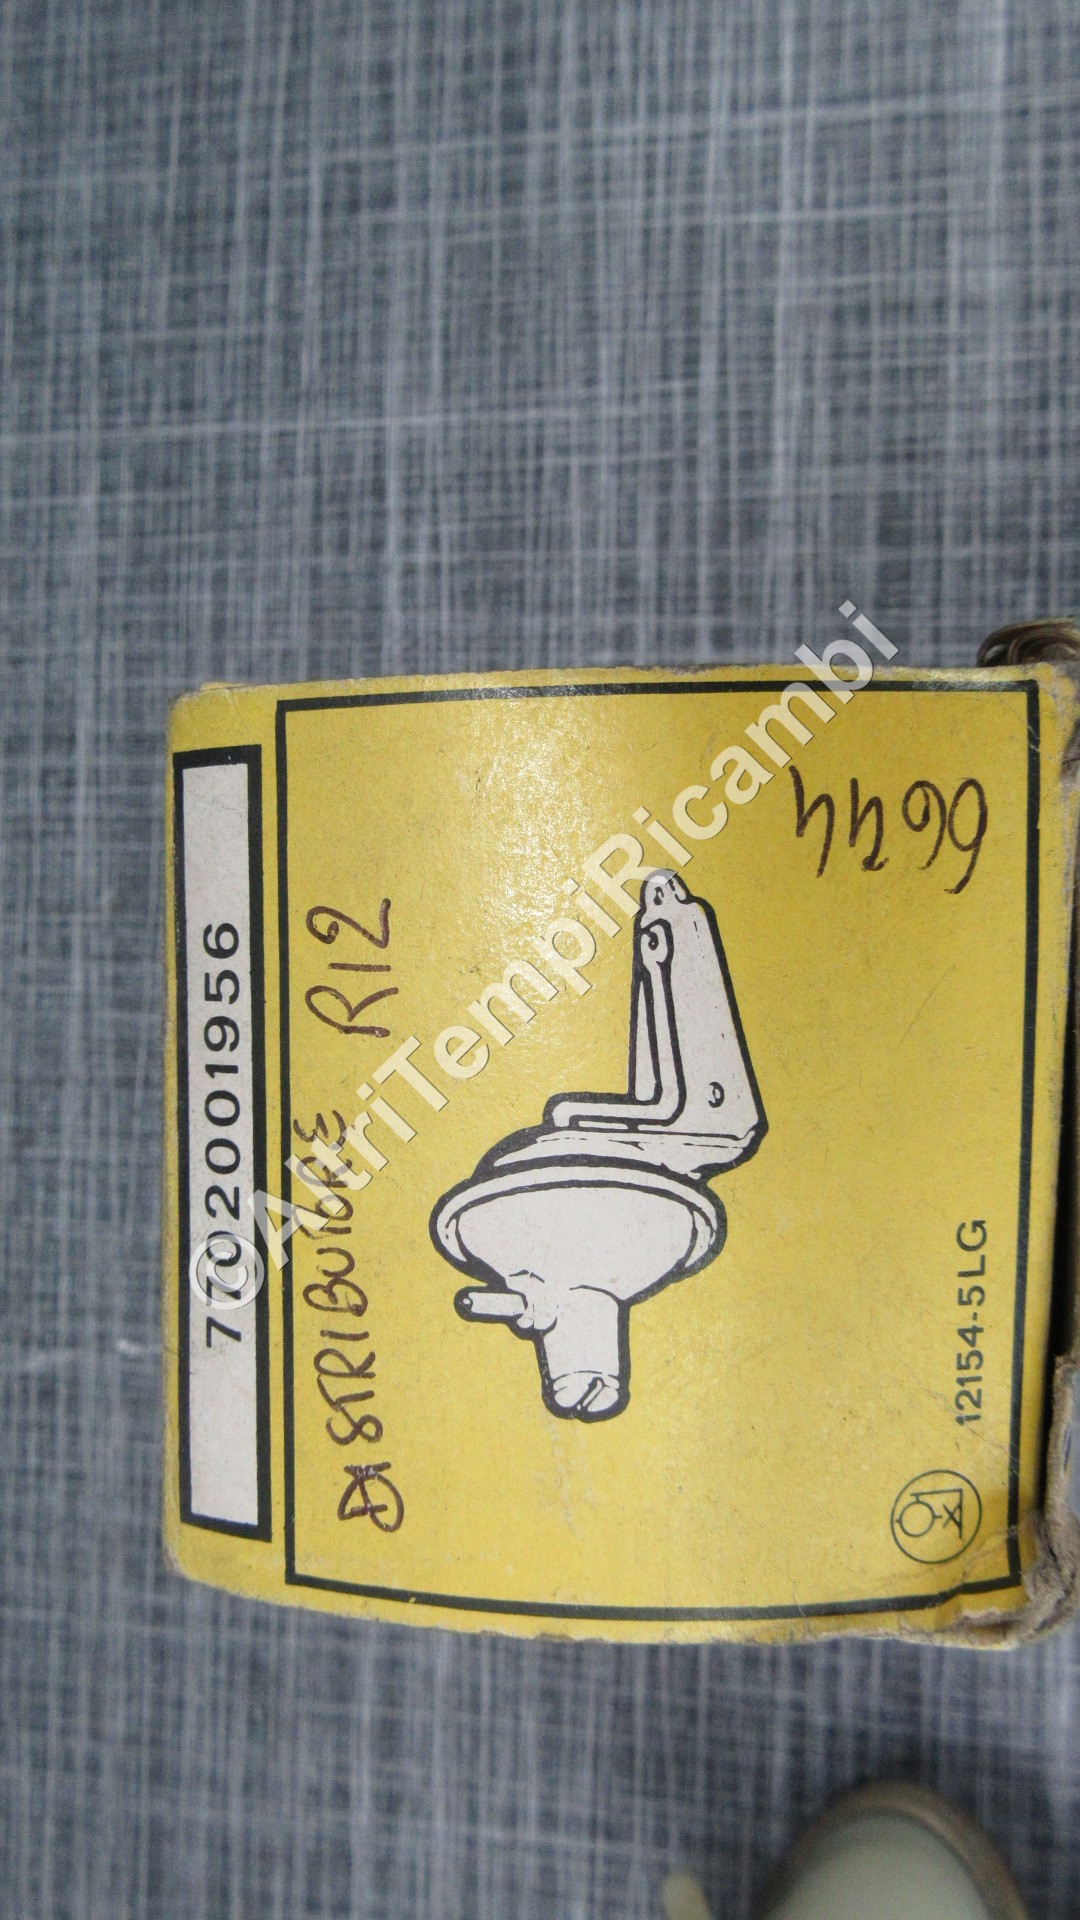 7702001956
DISTRIBUTORE R12
©AltriTempiRicambi
12154-5LG
6644